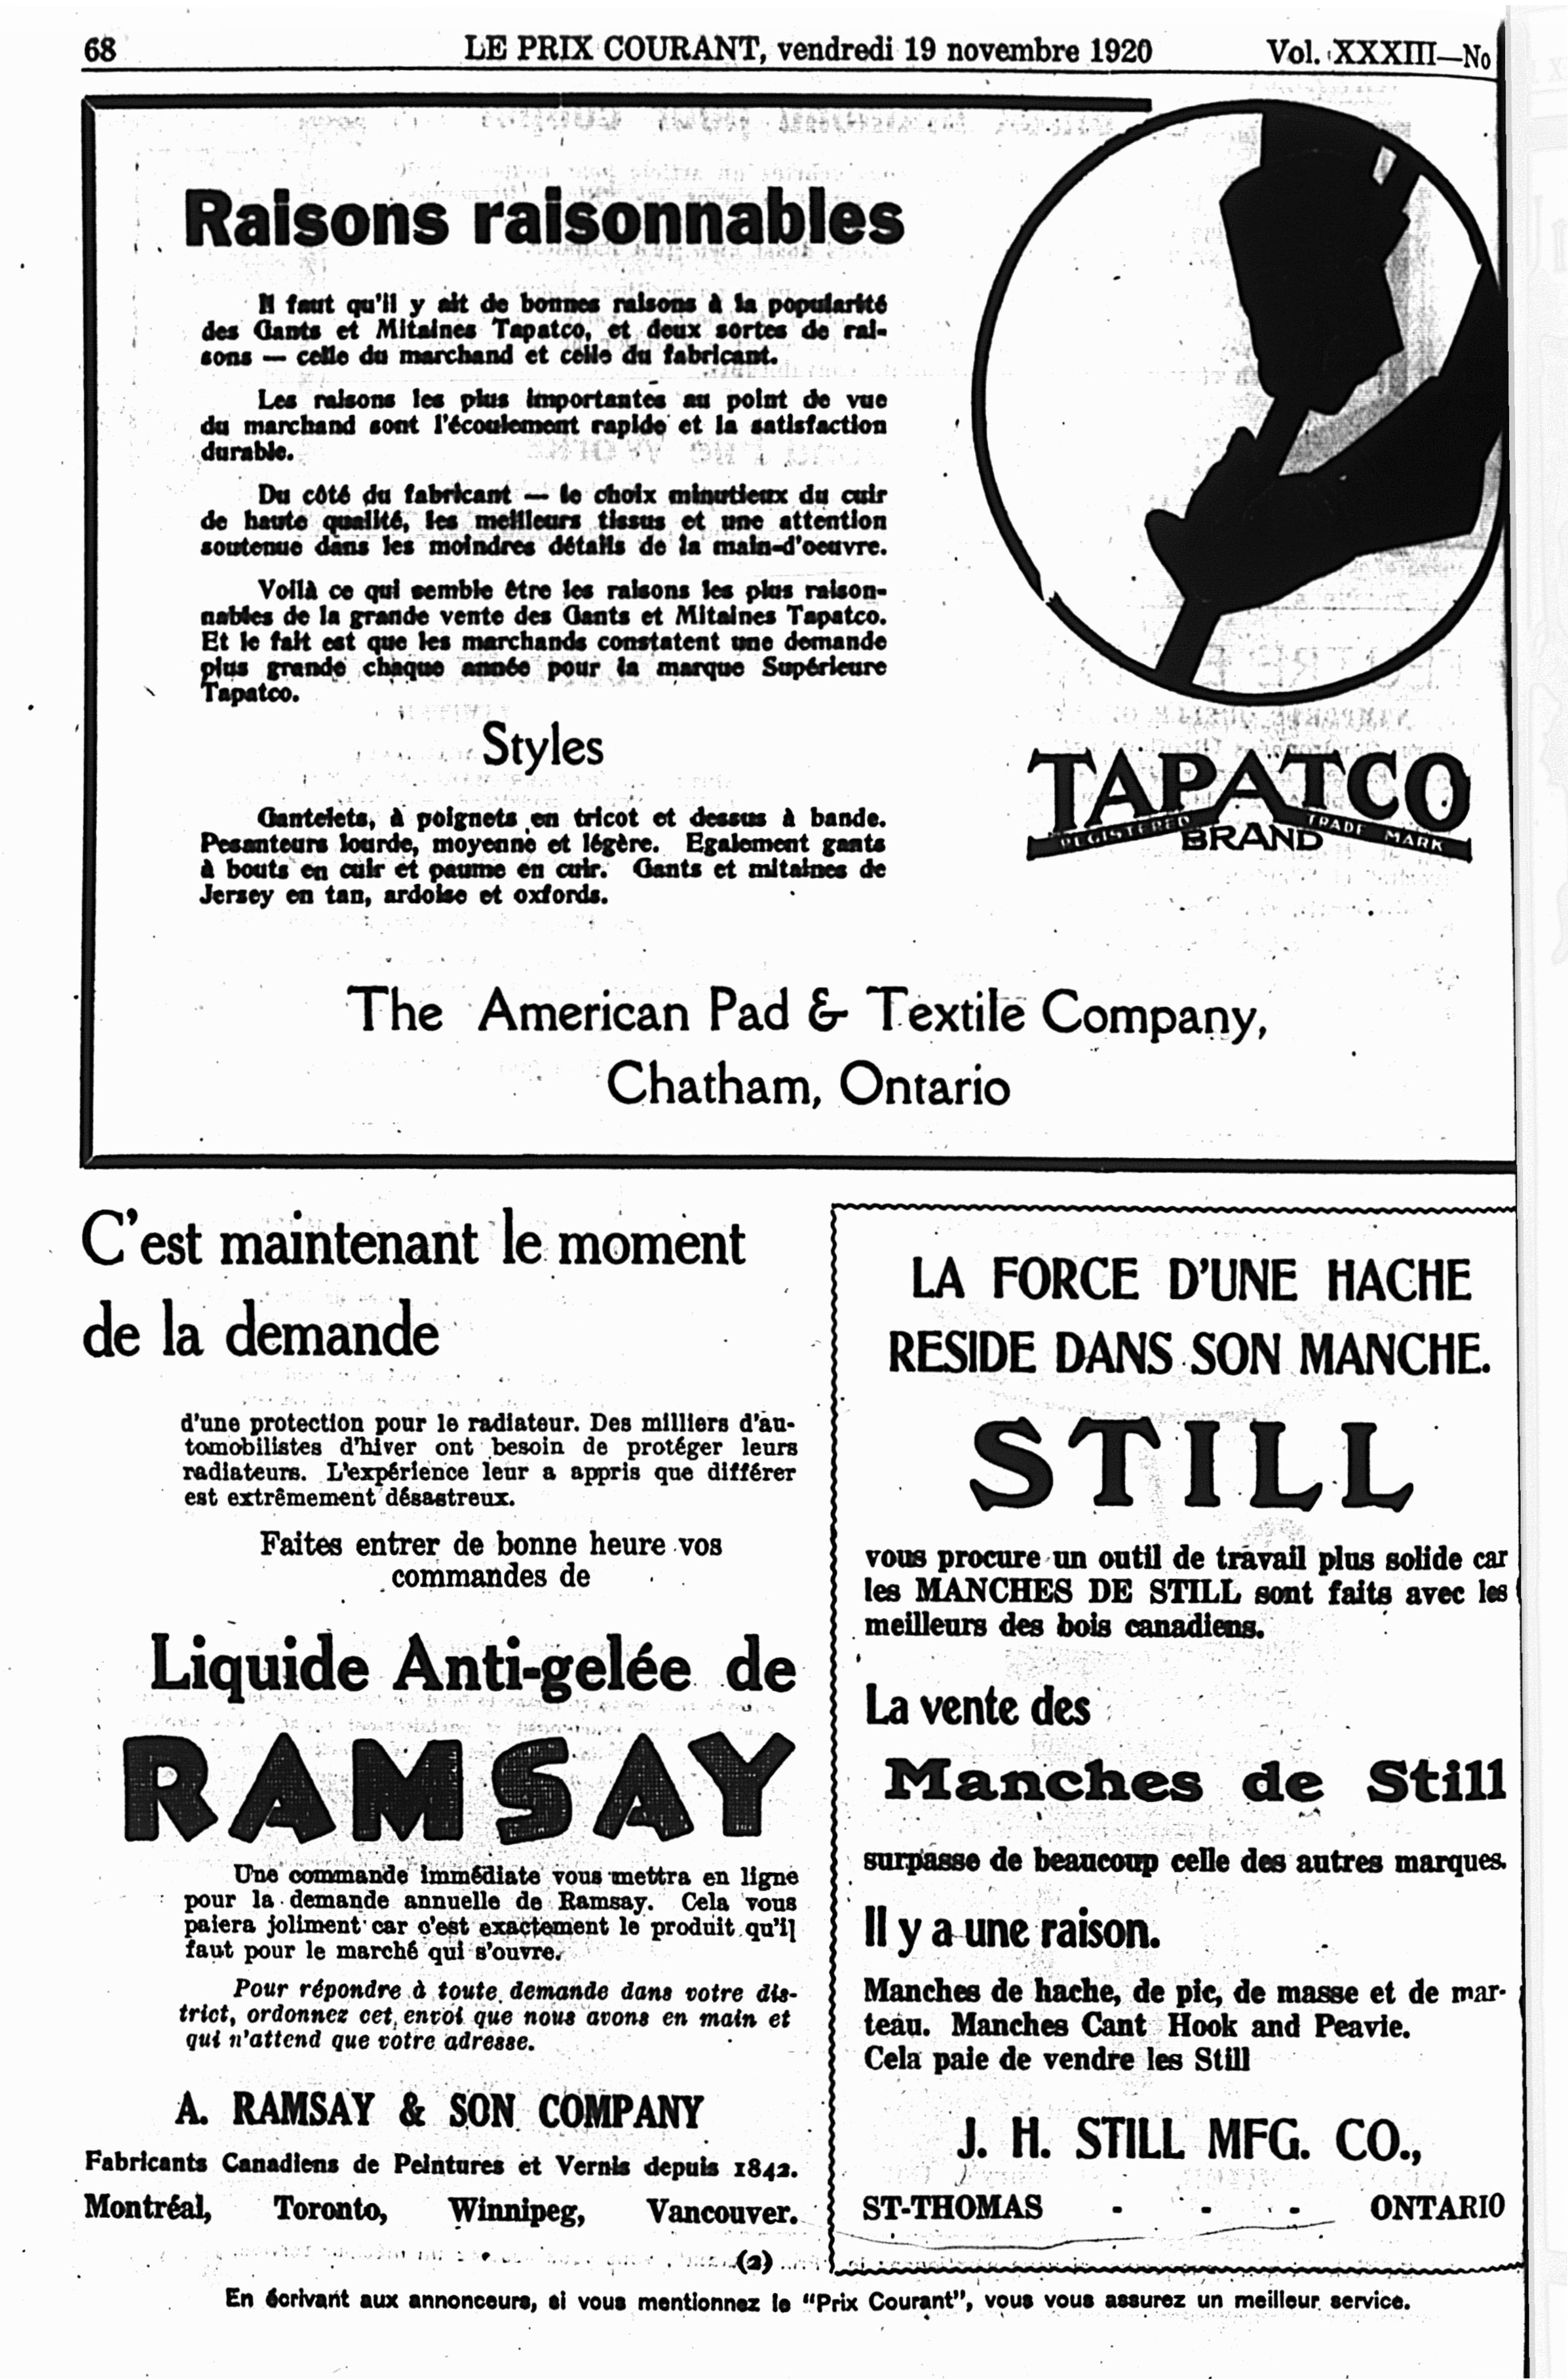 68
LE PRIX COURANT, vendredi 19 novembre 1920
Vol. XXXIII—No
Raisons raisonnables
Il faut qu'il y ait de bonnes raisons à la popularité
des Gants et Mitaines Tapatco, et deux sortes de rai-
sons — celle du marchand et celle du fabricant.
Les raisons les plus importantes au point de vue
du marchand sont l'écoulement rapide et la satisfaction
durable.
Du côté du fabricant — le choix minutieux du cuir
de haute qualité, les meilleurs tissus et une attention
soutenue dans les moindres détails de la main-d'oeuvre.
Voilà ce qui semble être les raisons les plus raison-
nables de la grande vente des Gants et Mitaines Tapatco.
Et le fait est que les marchands constatent une demande
plus grande chaque année pour la marque Supérieure
Tapatco.
Styles
Gantelets, à poignets en tricot et dessus à bande.
Pesanteurs lourde, moyenne et légère. Egalement gants
à bouts en cuir et paume en cuir. Gants et mitaines de
Jersey en tan, ardoise et oxfords.
TAPATCO
REGISTERED BRAND TRADE MARK
The American Pad & Textile Company,
Chatham, Ontario
C'est maintenant le moment
de la demande
d'une protection pour le radiateur. Des milliers d'au-
tomobilistes d'hiver ont besoin de protéger leurs
radiateurs. L'expérience leur a appris que différer
est extrêmement désastreux.
Faites entrer de bonne heure vos
commandes de
Liquide Anti-gelée de
RAMSAY
Une commande immédiate vous mettra en ligne
pour la demande annuelle de Ramsay. Cela vous
paiera joliment car c'est exactement le produit qu'il
faut pour le marché qui s'ouvre.
Pour répondre à toute demande dans votre dis-
trict, ordonnez cet envoi que nous avons en main et
qui n'attend que votre adresse.
A. RAMSAY & SON COMPANY
Fabricants Canadiens de Peintures et Vernis depuis 1842.
Montréal, Toronto, Winnipeg, Vancouver.
(2)
LA FORCE D'UNE HACHE
RESIDE DANS SON MANCHE.
STILL
vous procure un outil de travail plus solide car
les MANCHES DE STILL sont faits avec les
meilleurs des bois canadiens.
La vente des
Manches de Still
surpasse de beaucoup celle des autres marques.
Il y a une raison.
Manches de hache, de pic, de masse et de mar-
teau. Manches Cant Hook and Peavie.
Cela paie de vendre les Still
J. H. STILL MFG. CO.,
ST-THOMAS - - - ONTARIO
En écrivant aux annonceurs, si vous mentionnez le "Prix Courant", vous vous assurez un meilleur service.